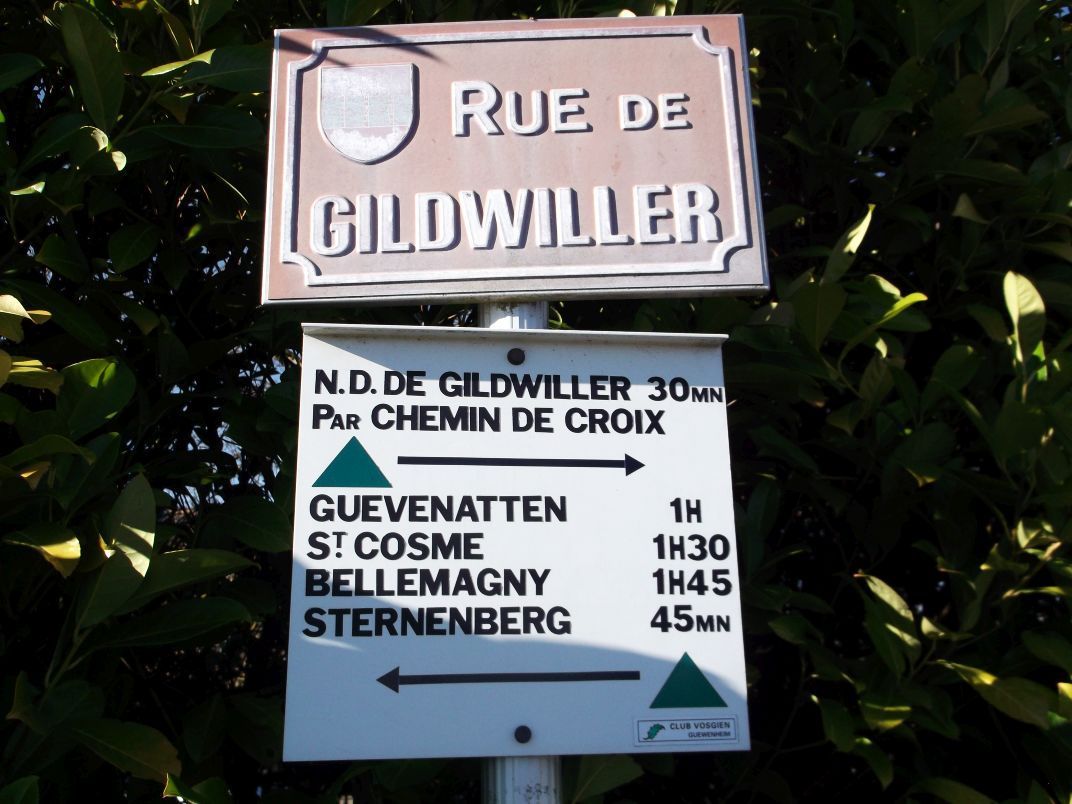 RUE DE
GILDWILLER
N.D. DE GILDWILLER 30MN
PAR CHEMIN DE CROIX
GUEVENATTEN 1H
ST COSME 1H30
BELLEMAGNY 1H45
STERNENBERG 45MN
CLUB VOSGIEN
GUEWENHEIM